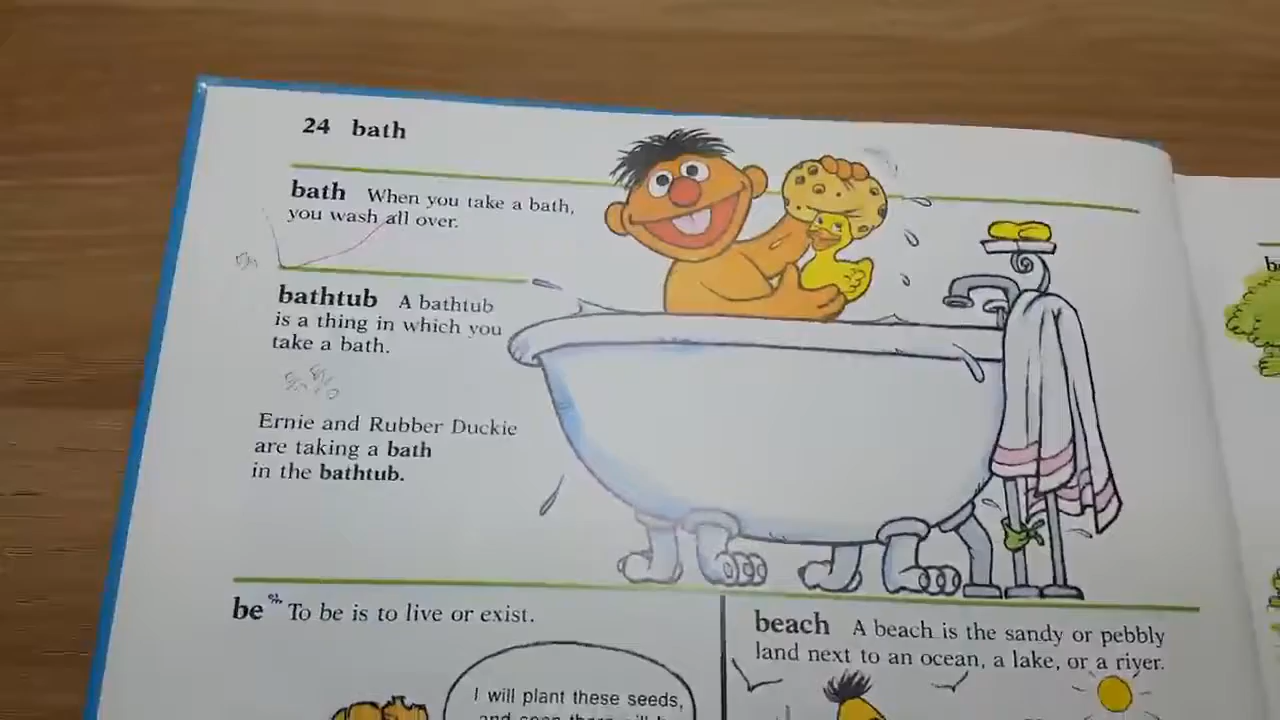 24 bath
bath When you take a bath,
you wash all over.
bathtub A bathtub
is a thing in which you
take a bath.
Ernie and Rubber Duckie
are taking a bath
in the bathtub.
be To be is to live or exist.
I will plant these seeds,
beach A beach is the sandy or pebbly
land next to an ocean, a lake, or a river.